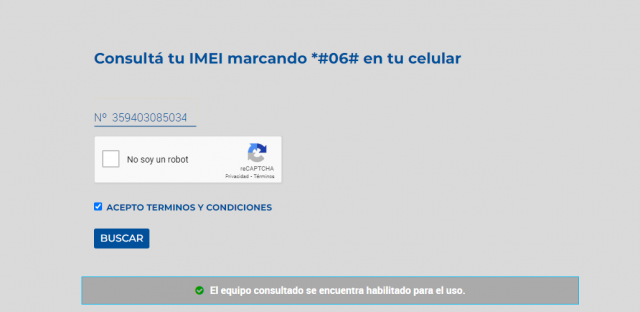 Consultá tu IMEI marcando *#06# en tu celular
Nº 359403085034
No soy un robot
reCAPTCHA
Privacidad - Términos
ACEPTO TERMINOS Y CONDICIONES
BUSCAR
El equipo consultado se encuentra habilitado para el uso.